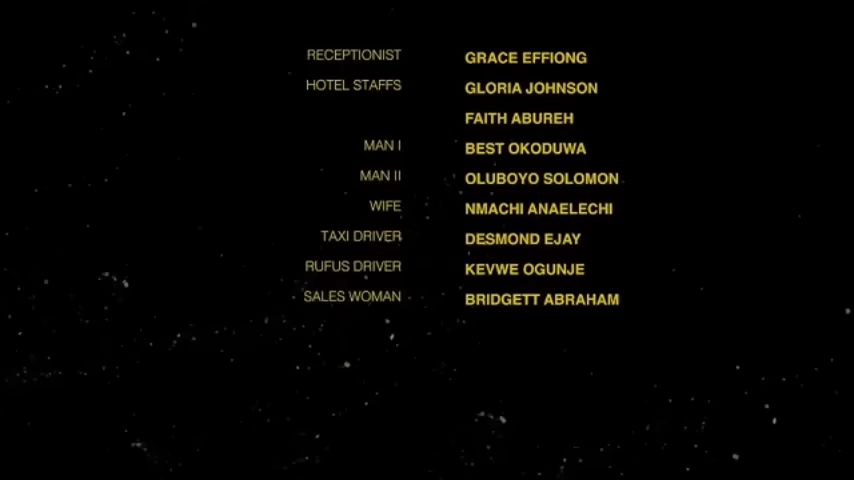 RECEPTIONIST GRACE EFFIONG
HOTEL STAFFS GLORIA JOHNSON
FAITH ABUREH
MAN I BEST OKODUWA
MAN II OLUBOYO SOLOMON
WIFE NMACHI ANAELECHI
TAXI DRIVER DESMOND EJAY
RUFUS DRIVER KEVWE OGUNJE
SALES WOMAN BRIDGETT ABRAHAM